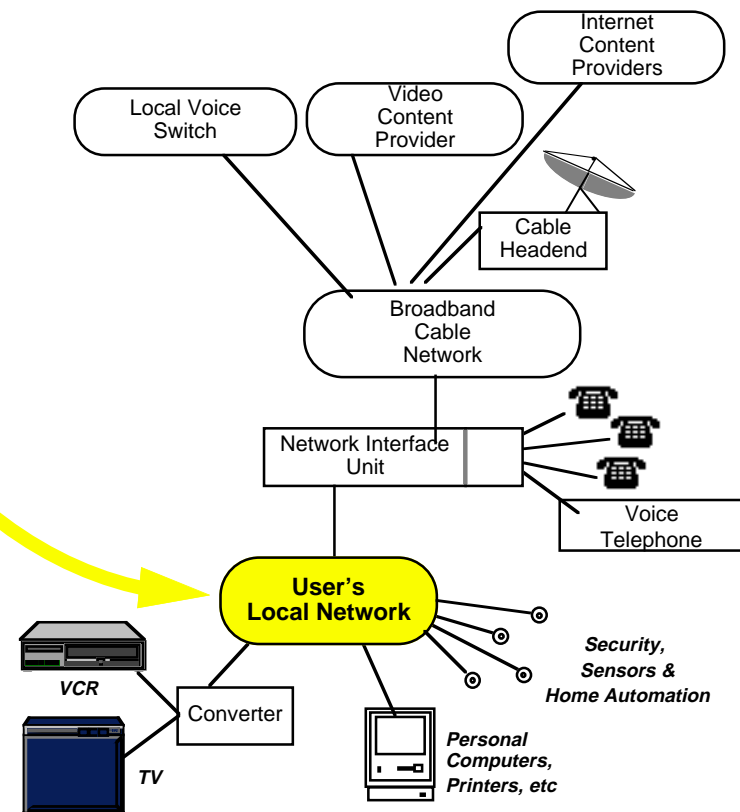 Internet
Content
Providers
Local Voice
Switch
Video
Content
Provider
Cable
Headend
Broadband
Cable
Network
Network Interface
Unit
Voice
Telephone
User's
Local Network
Security,
Sensors &
Home Automation
VCR
Converter
TV
Personal
Computers,
Printers, etc